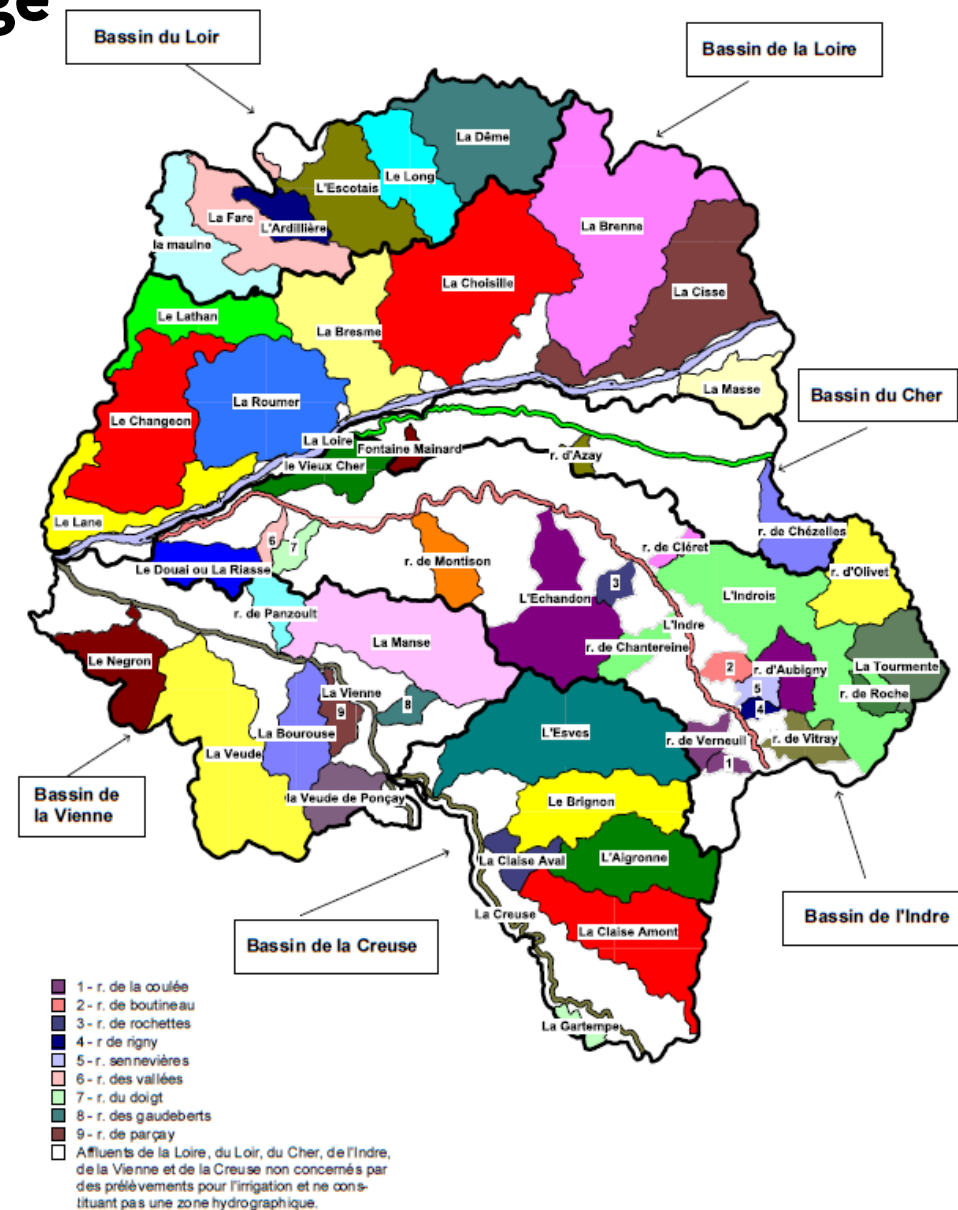 ge
Bassin du Loir
Bassin de la Loire
La Dême
Le Long
L'Escotais
La Fare
L'Ardillière
La Brenne
la maulne
La Choisille
La Cisse
Le Lathan
La Bresme
La Masse
Bassin du Cher
La Roumer
Le Changeon
La Loire
Fontaine Mainard
r. d'Azay
le Vieux Cher
Le Lane
r. de Chézelles
6
7
r. de Cléret
r. de Montison
Le Douai ou La Riasse
r. d'Olivet
3
L'Echandon
L'Indrois
r. de Panzoult
L'Indre
La Manse
r. de Chantereine
Le Negron
2
r. d'Aubigny
La Tourmente
5
r. de Roche
La Vienne
8
9
4
La Bourouse
L'Esves
r. de Verneuil
r. de Vitray
La Veude
1
Bassin de
la Vienne
la Veude de Ponçay
Le Brignon
La Claise Aval
L'Aigronne
La Creuse
Bassin de l'Indre
La Claise Amont
Bassin de la Creuse
La Gartempe
1 - r. de la coulée
2 - r. de boutineau
3 - r. de rochettes
4 - r de rigny
5 - r. sennevières
6 - r. des vallées
7 - r. du doigt
8 - r. des gaudeberts
9 - r. de parçay
Affluents de la Loire, du Loir, du Cher, de l'Indre,
de la Vienne et de la Creuse non concernés par
des prélèvements pour l'irrigation et ne cons-
tituant pas une zone hydrographique.